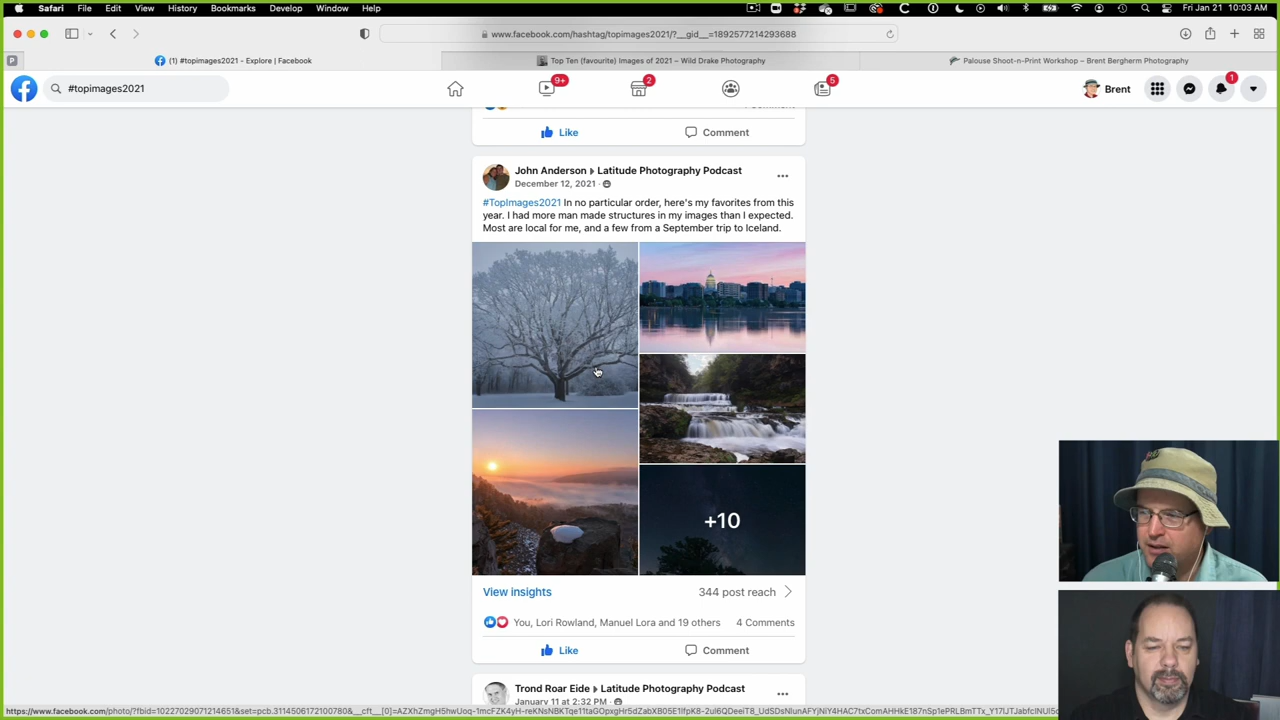 Safari File Edit View History Bookmarks Develop Window Help Fri Jan 21 10:03 AM
www.facebook.com/hashtag/topimages2021/?__gid__=1892577214293688
P (1) #topimages2021 - Explore | Facebook Top Ten (favourite) Images of 2021 – Wild Drake Photography Palouse Shoot-n-Print Workshop – Brent Bergherm Photography
#topimages2021 9+ 2 5 Brent 1
Like Comment
John Anderson Latitude Photography Podcast
December 12, 2021 ·
#TopImages2021 In no particular order, here's my favorites from this
year. I had more man made structures in my images than I expected.
Most are local for me, and a few from a September trip to Iceland.
+10
View insights 344 post reach
You, Lori Rowland, Manuel Lora and 19 others 4 Comments
Like Comment
Trond Roar Eide Latitude Photography Podcast
January 11 at 2:32 PM ·